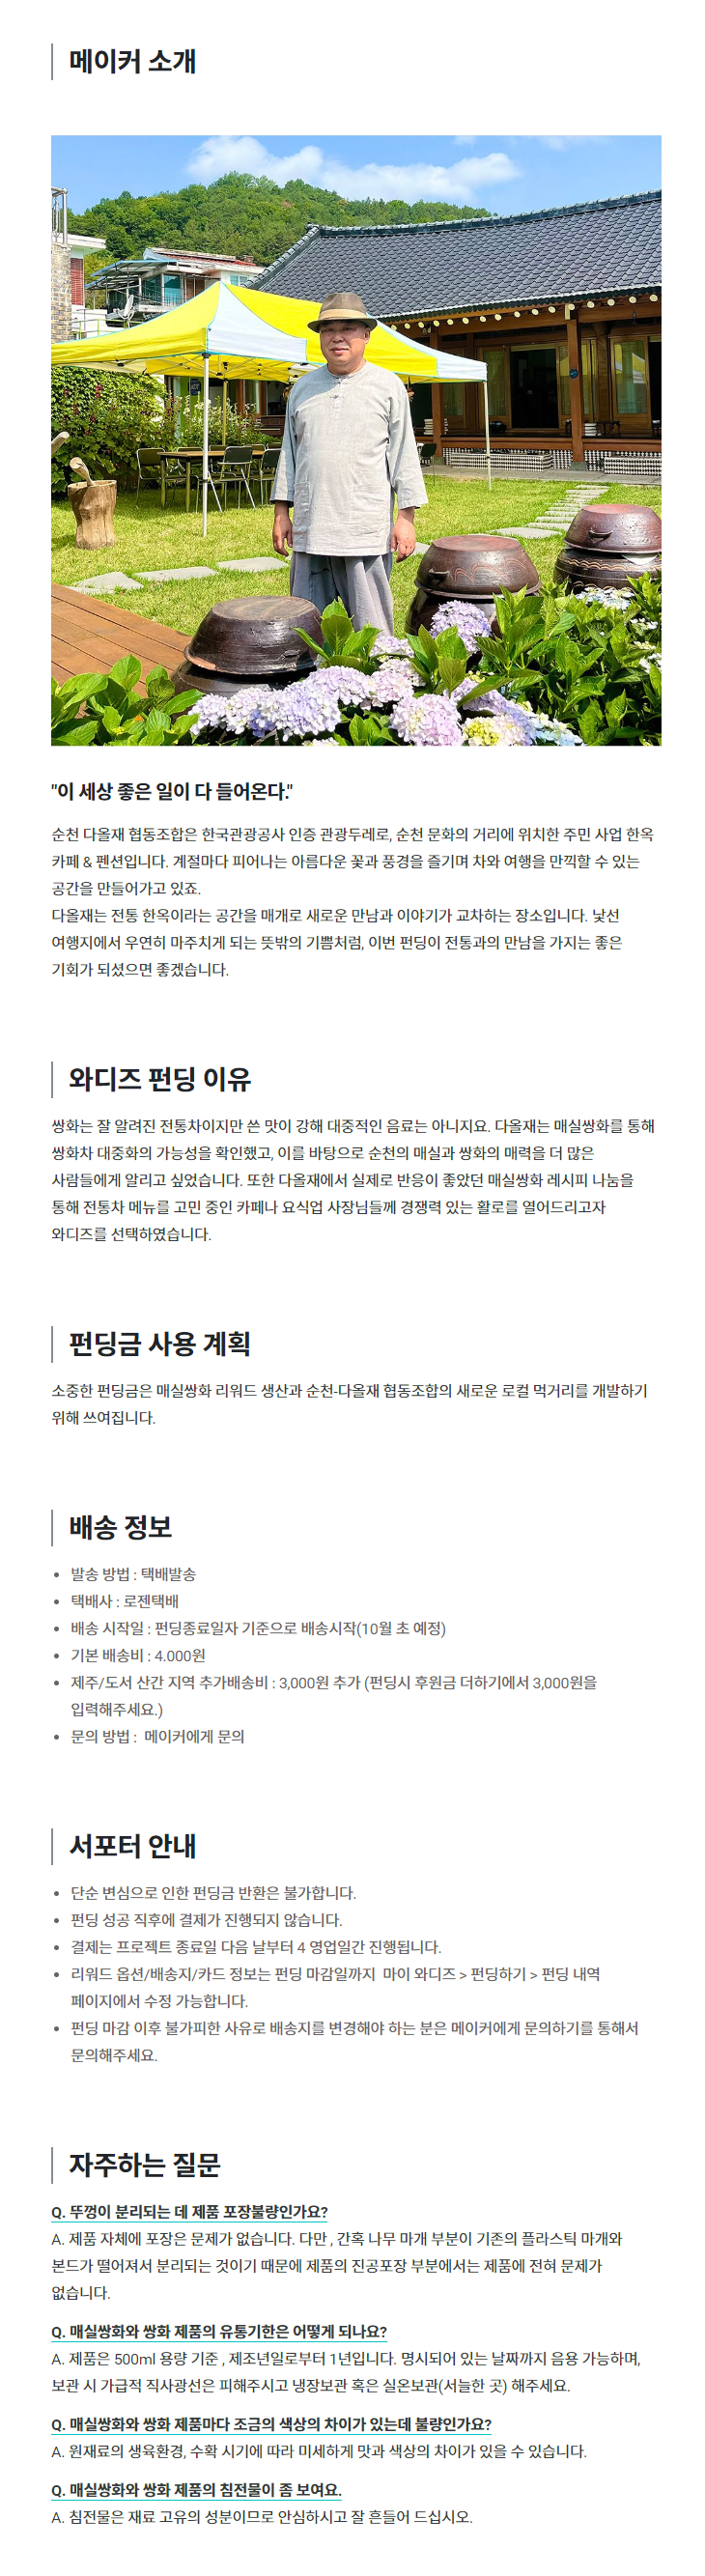 메이커 소개
"이 세상 좋은 일이 다 들어온다."
순천 다올재 협동조합은 한국관광공사 인증 관광두레로, 순천 문화의 거리에 위치한 주민 사업 한옥
카페 & 펜션입니다. 계절마다 피어나는 아름다운 꽃과 풍경을 즐기며 차와 여행을 만끽할 수 있는
공간을 만들어가고 있죠.
다올재는 전통 한옥이라는 공간을 매개로 새로운 만남과 이야기가 교차하는 장소입니다. 낯선
여행지에서 우연히 마주치게 되는 뜻밖의 기쁨처럼, 이번 펀딩이 전통과의 만남을 가지는 좋은
기회가 되셨으면 좋겠습니다.
와디즈 펀딩 이유
쌍화는 잘 알려진 전통차이지만 쓴 맛이 강해 대중적인 음료는 아니지요. 다올재는 매실쌍화를 통해
쌍화차 대중화의 가능성을 확인했고, 이를 바탕으로 순천의 매실과 쌍화의 매력을 더 많은
사람들에게 알리고 싶었습니다. 또한 다올재에서 실제로 반응이 좋았던 매실쌍화 레시피 나눔을
통해 전통차 메뉴를 고민 중인 카페나 요식업 사장님들께 경쟁력 있는 활로를 열어드리고자
와디즈를 선택하였습니다.
펀딩금 사용 계획
소중한 펀딩금은 매실쌍화 리워드 생산과 순천-다올재 협동조합의 새로운 로컬 먹거리를 개발하기
위해 쓰여집니다.
배송 정보
• 발송 방법 : 택배발송
• 택배사 : 로젠택배
• 배송 시작일 : 펀딩종료일자 기준으로 배송시작(10월 초 예정)
• 기본 배송비 : 4.000원
• 제주/도서 산간 지역 추가배송비 : 3,000원 추가 (펀딩시 후원금 더하기에서 3,000원을
입력해주세요.)
• 문의 방법 : 메이커에게 문의
서포터 안내
• 단순 변심으로 인한 펀딩금 반환은 불가합니다.
• 펀딩 성공 직후에 결제가 진행되지 않습니다.
• 결제는 프로젝트 종료일 다음 날부터 4 영업일간 진행됩니다.
• 리워드 옵션/배송지/카드 정보는 펀딩 마감일까지 마이 와디즈 > 펀딩하기 > 펀딩 내역
페이지에서 수정 가능합니다.
• 펀딩 마감 이후 불가피한 사유로 배송지를 변경해야 하는 분은 메이커에게 문의하기를 통해서
문의해주세요.
자주하는 질문
Q. 뚜껑이 분리되는 데 제품 포장불량인가요?
A. 제품 자체에 포장은 문제가 없습니다. 다만 , 간혹 나무 마개 부분이 기존의 플라스틱 마개와
본드가 떨어져서 분리되는 것이기 때문에 제품의 진공포장 부분에서는 제품에 전혀 문제가
없습니다.
Q. 매실쌍화와 쌍화 제품의 유통기한은 어떻게 되나요?
A. 제품은 500ml 용량 기준 , 제조년일로부터 1년입니다. 명시되어 있는 날짜까지 음용 가능하며,
보관 시 가급적 직사광선은 피해주시고 냉장보관 혹은 실온보관(서늘한 곳) 해주세요.
Q. 매실쌍화와 쌍화 제품마다 조금의 색상의 차이가 있는데 불량인가요?
A. 원재료의 생육환경, 수확 시기에 따라 미세하게 맛과 색상의 차이가 있을 수 있습니다.
Q. 매실쌍화와 쌍화 제품의 침전물이 좀 보여요.
A. 침전물은 재료 고유의 성분이므로 안심하시고 잘 흔들어 드십시오.